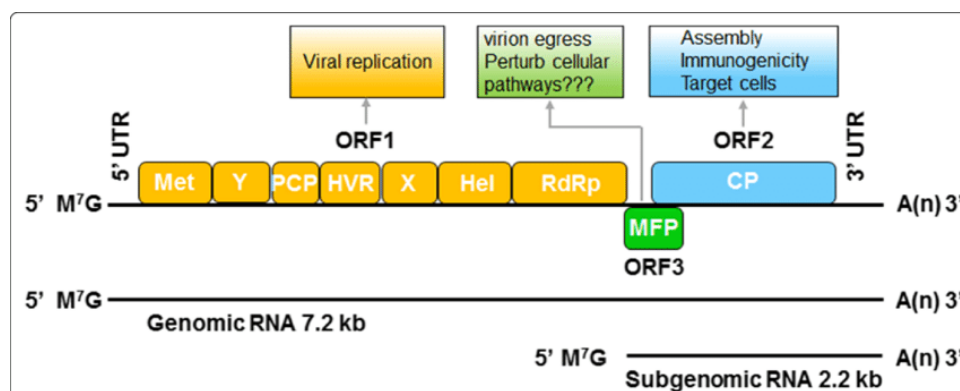 Viral replication
virion egress
Perturb cellular
pathways???
Assembly
Immunogenicity
Target cells
5' UTR
ORF1
ORF2
3' UTR
Met Y PCP HVR X Hel RdRp CP
5' M⁷G A(n) 3'
MFP
ORF3
5' M⁷G A(n) 3'
Genomic RNA 7.2 kb
5' M⁷G A(n) 3'
Subgenomic RNA 2.2 kb